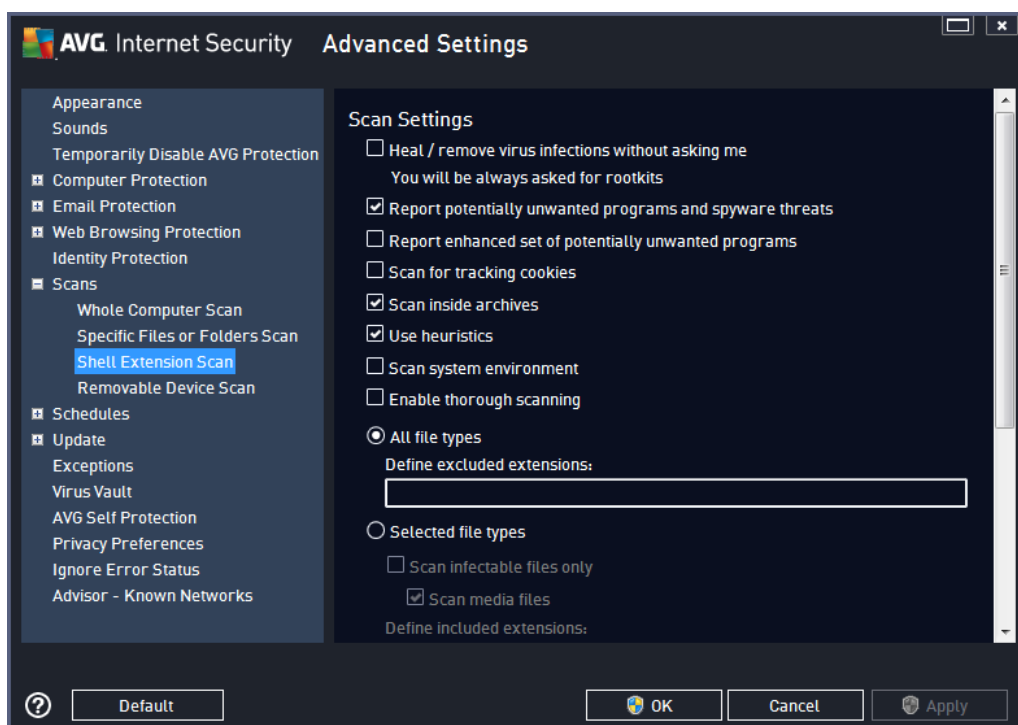 AVG. Internet Security Advanced Settings
Appearance
Sounds
Temporarily Disable AVG Protection
Computer Protection
Email Protection
Web Browsing Protection
Identity Protection
Scans
Whole Computer Scan
Specific Files or Folders Scan
Shell Extension Scan
Removable Device Scan
Schedules
Update
Exceptions
Virus Vault
AVG Self Protection
Privacy Preferences
Ignore Error Status
Advisor - Known Networks
Scan Settings
Heal / remove virus infections without asking me
You will be always asked for rootkits
Report potentially unwanted programs and spyware threats
Report enhanced set of potentially unwanted programs
Scan for tracking cookies
Scan inside archives
Use heuristics
Scan system environment
Enable thorough scanning
All file types
Define excluded extensions:
Selected file types
Scan infectable files only
Scan media files
Define included extensions:
Default
OK
Cancel
Apply